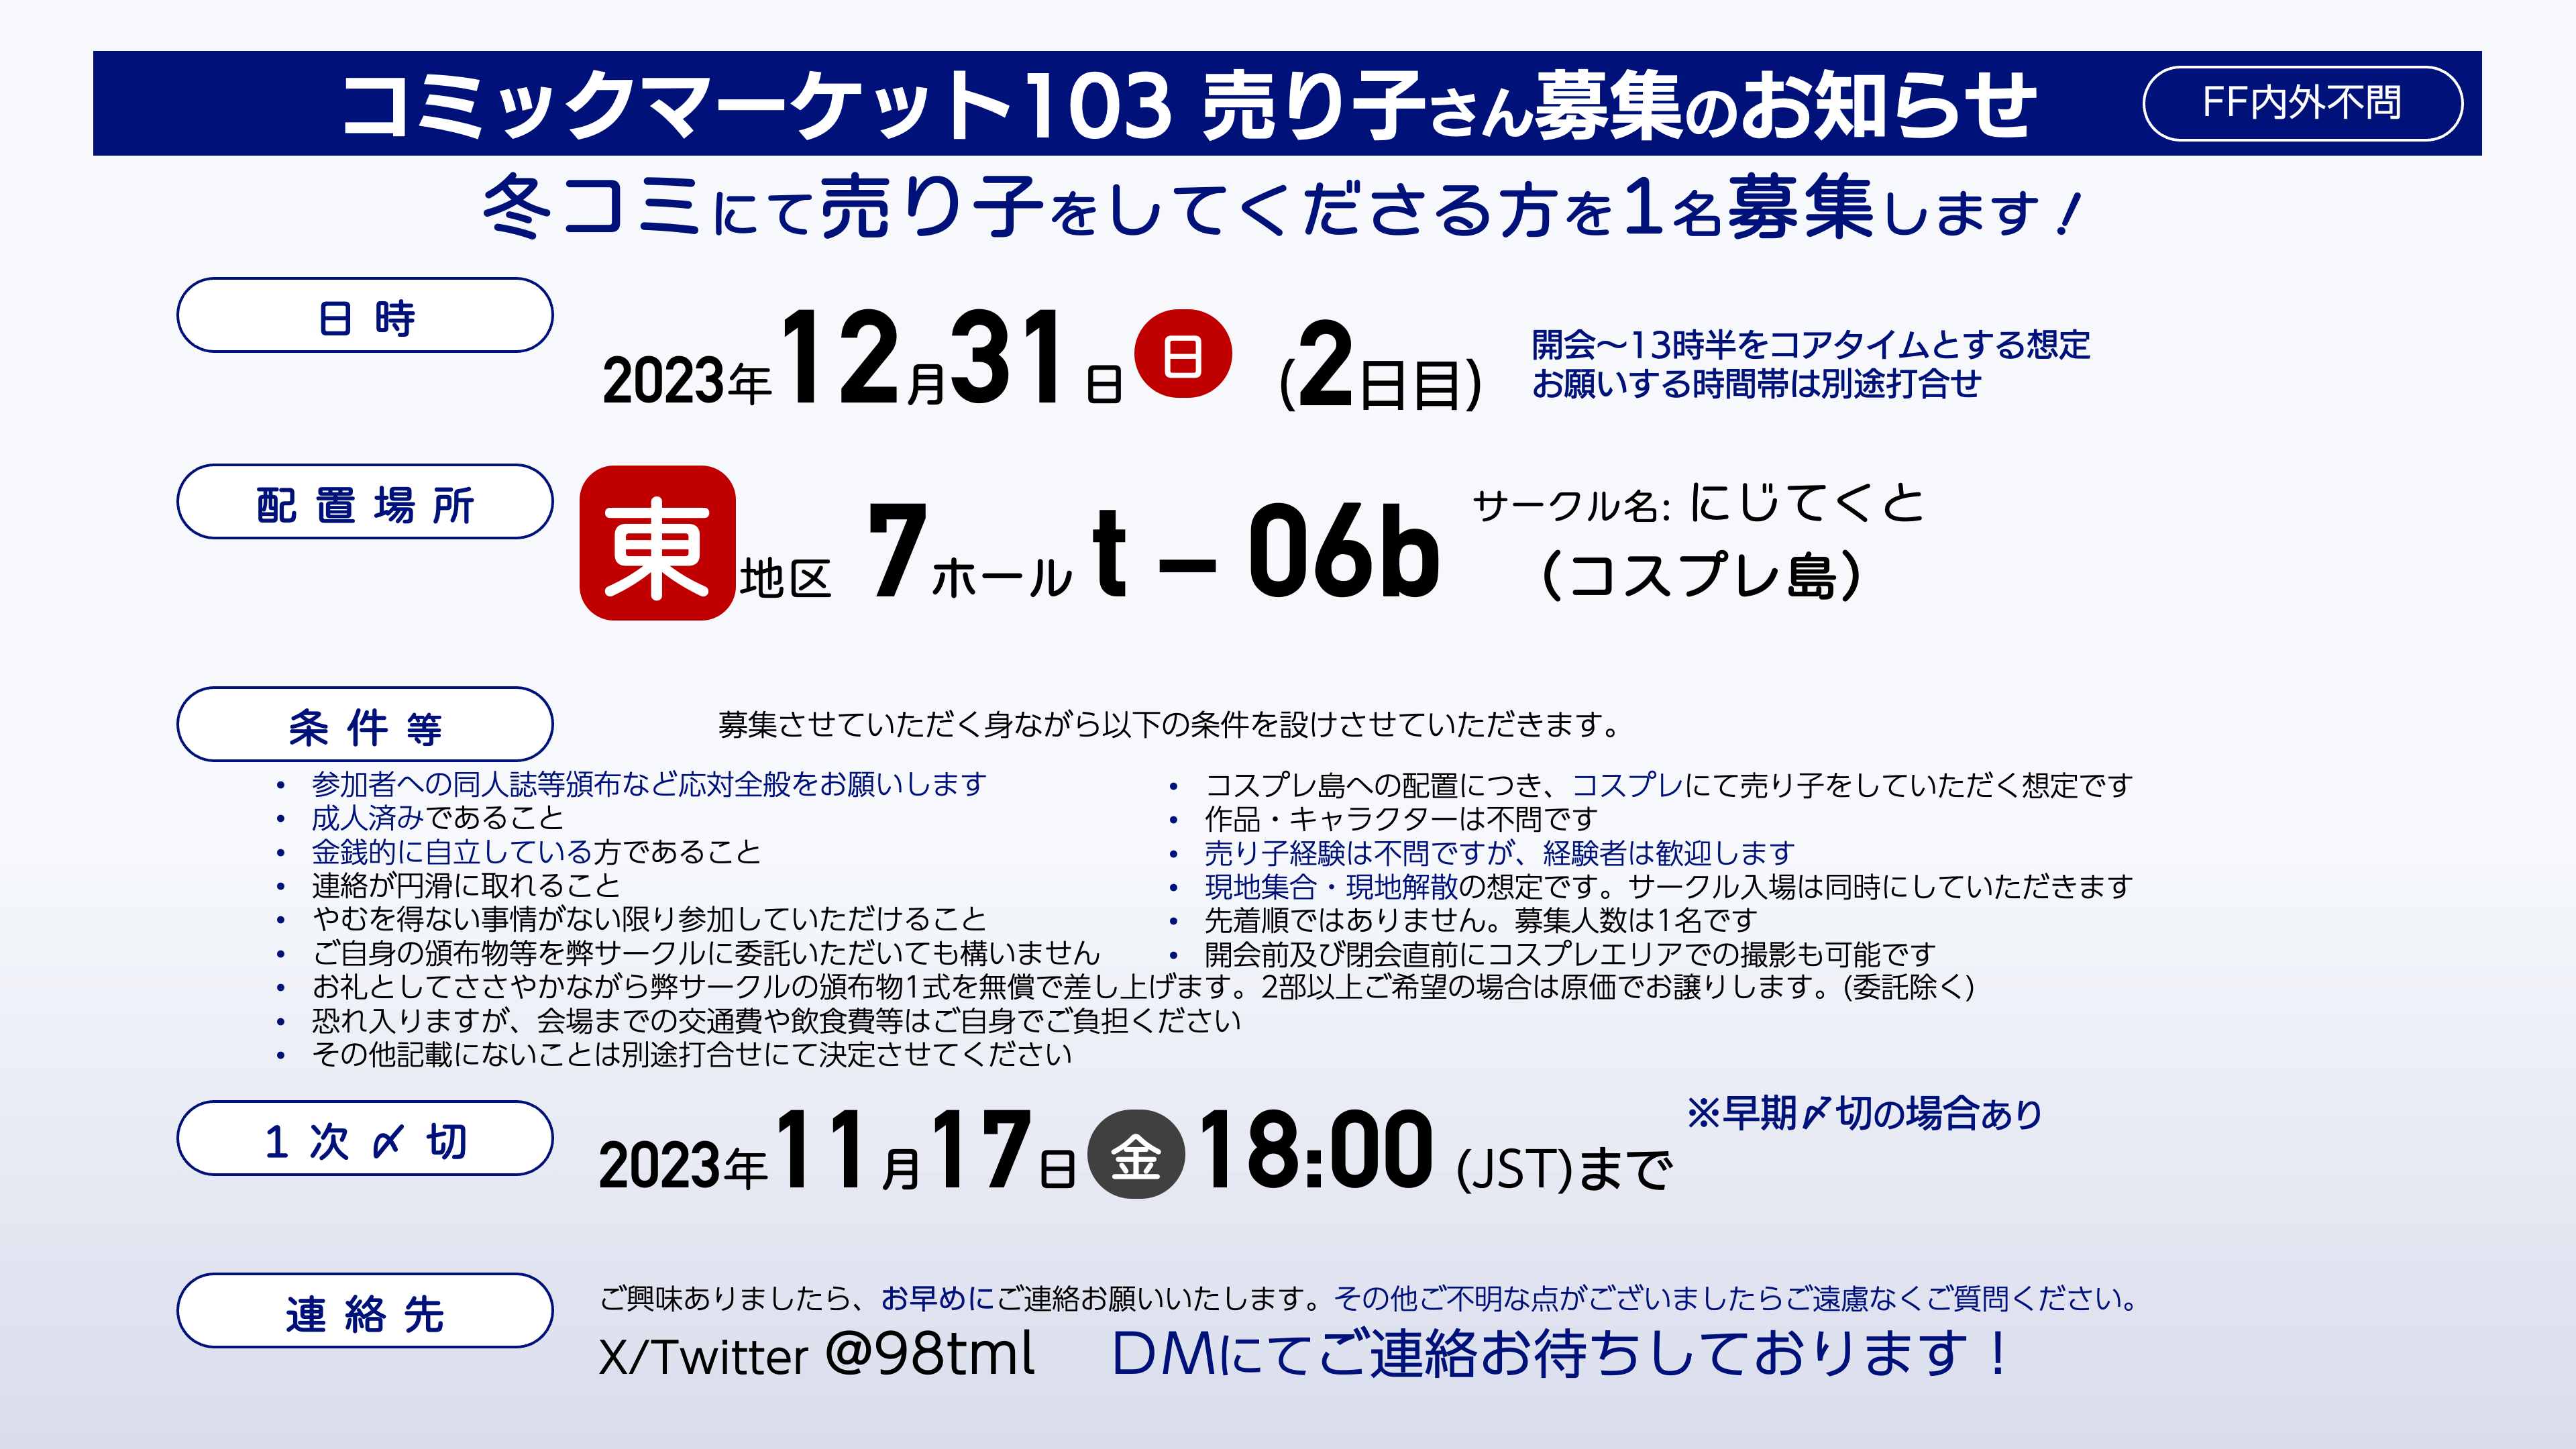 コミックマーケット103 売り子さん募集のお知らせ
FF内外不問
冬コミにて売り子をしてくださる方を1名募集します！
日時
2023年12月31日 日 (2日目)
開会～13時半をコアタイムとする想定
お願いする時間帯は別途打合せ
配置場所
東地区 7ホール t – 06b
サークル名: にじてくと
（コスプレ島）
条件等
募集させていただく身ながら以下の条件を設けさせていただきます。
• 参加者への同人誌等頒布など応対全般をお願いします
• 成人済みであること
• 金銭的に自立している方であること
• 連絡が円滑に取れること
• やむを得ない事情がない限り参加していただけること
• ご自身の頒布物等を弊サークルに委託いただいても構いません
• コスプレ島への配置につき、コスプレにて売り子をしていただく想定です
• 作品・キャラクターは不問です
• 売り子経験は不問ですが、経験者は歓迎します
• 現地集合・現地解散の想定です。サークル入場は同時にしていただきます
• 先着順ではありません。募集人数は1名です
• 開会前及び閉会直前にコスプレエリアでの撮影も可能です
• お礼としてささやかながら弊サークルの頒布物1式を無償で差し上げます。2部以上ご希望の場合は原価でお譲りします。(委託除く)
• 恐れ入りますが、会場までの交通費や飲食費等はご自身でご負担ください
• その他記載にないことは別途打合せにて決定させてください
1次〆切
2023年11月17日 金 18:00 (JST)まで
※早期〆切の場合あり
連絡先
ご興味ありましたら、お早めにご連絡お願いいたします。その他ご不明な点がございましたらご遠慮なくご質問ください。
X/Twitter @98tml DMにてご連絡お待ちしております！